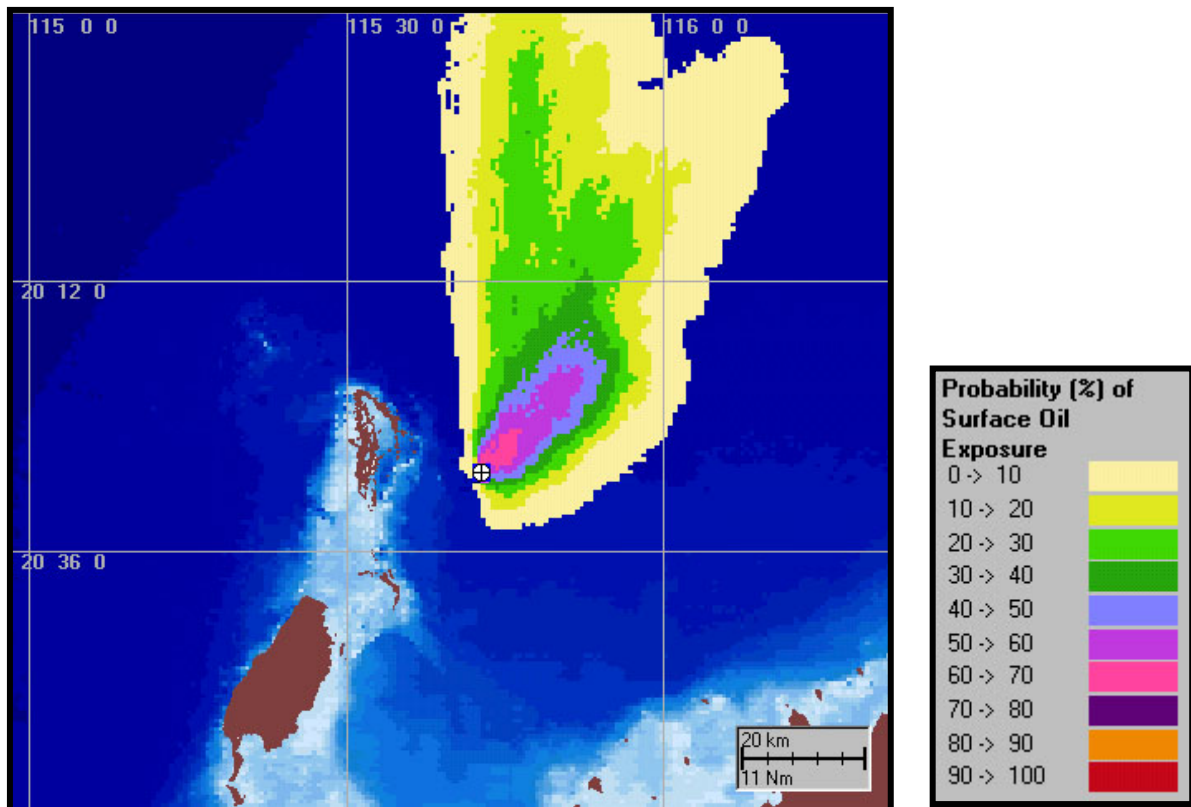 115 0 0
115 30 0
116 0 0
20 12 0
20 36 0
20 km
11 Nm
Probability (%) of
Surface Oil
Exposure
0 -> 10
10 -> 20
20 -> 30
30 -> 40
40 -> 50
50 -> 60
60 -> 70
70 -> 80
80 -> 90
90 -> 100